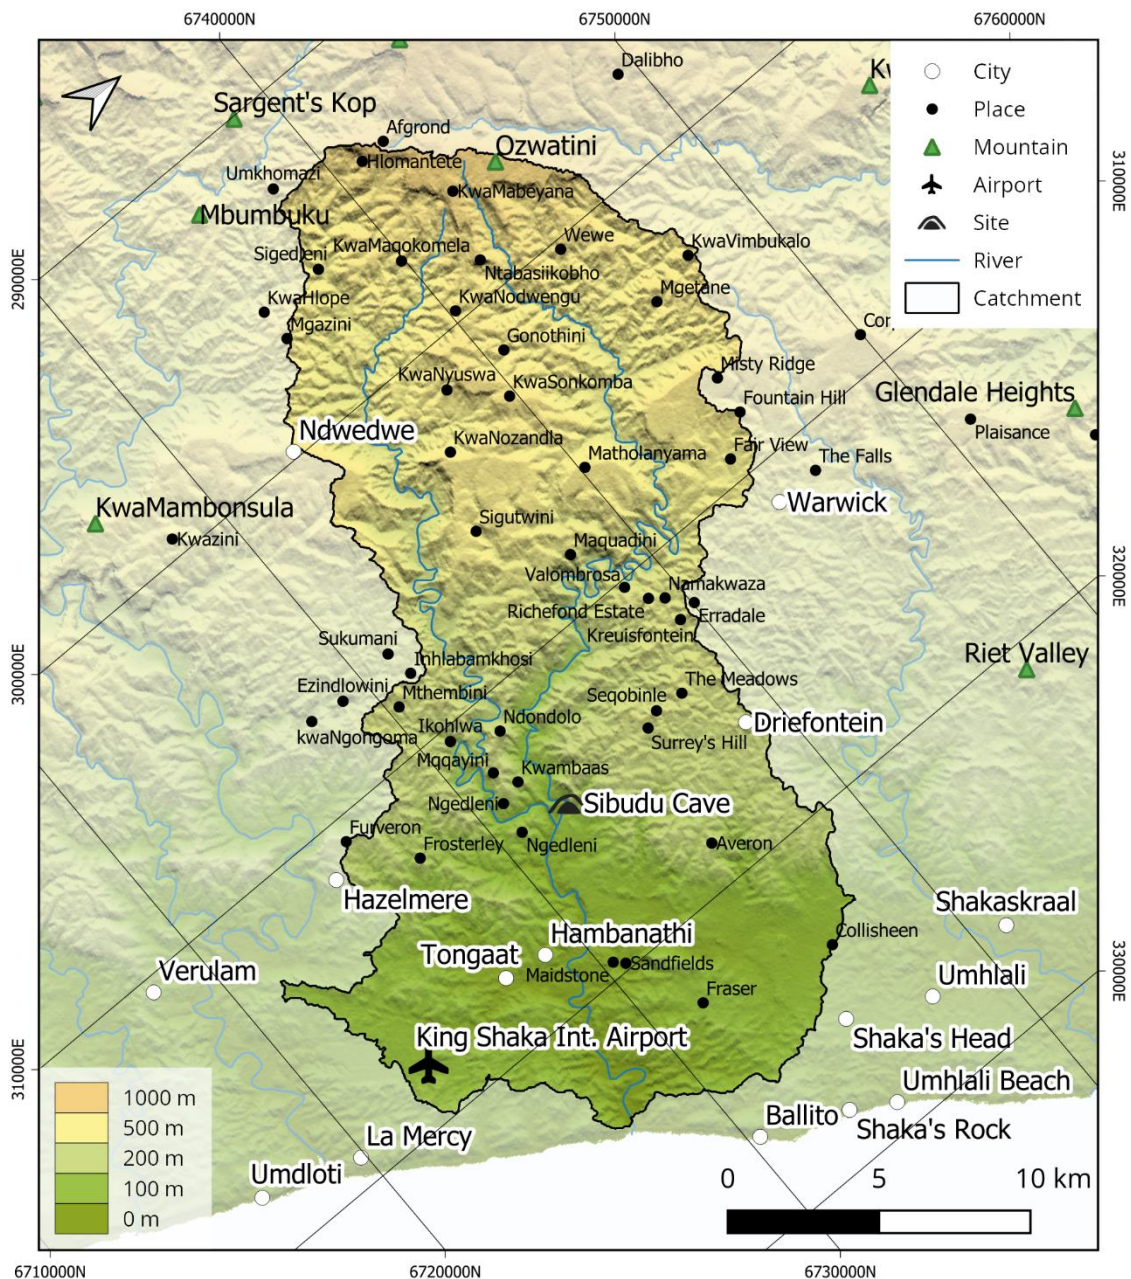 6740000N
6750000N
6760000N
Dalibho
City
Place
Mountain
Airport
Site
River
Catchment
Sargent's Kop
Afgrond
Ozwatini
Hlomantete
Umkhomazi
KwaMabeyana
Mbumbuku
310000E
Wewe
KwaVimbukalo
KwaMagokomela
Sigedleni
Ntabasiikobho
290000E
Mgetane
KwaHlope
KwaNodwengu
Mgazini
Gonothini
Misty Ridge
KwaNyuswa
KwaSonkomba
Glendale Heights
Fountain Hill
Plaisance
Ndwedwe
KwaNozandla
Matholanyama
Fair View
The Falls
Warwick
KwaMambonsula
Kwazini
Sigutwini
Maquadini
Valombrosa
Namakwaza
320000E
Richefond Estate
Erradale
Kreuisfontein
Sukumani
Inhlabamkhosi
Riet Valley
300000E
Ezindlowini
Mthembini
The Meadows
Seqobinle
kwaNgongoma
Ikohlwa
Ndondolo
Driefontein
Surrey's Hill
Mqqayini
Kwambaas
Ngedleni
Sibudu Cave
Furveron
Frosterley
Ngedleni
Averon
Hazelmere
Shakaskraal
Hambanathi
Collisheen
Tongaat
Verulam
Maidstone
Sandfields
Umhlali
330000E
Fraser
King Shaka Int. Airport
Shaka's Head
310000E
Umhlali Beach
1000 m
500 m
200 m
100 m
0 m
Ballito
Shaka's Rock
La Mercy
Umdloti
0 5 10 km
6710000N
6720000N
6730000N